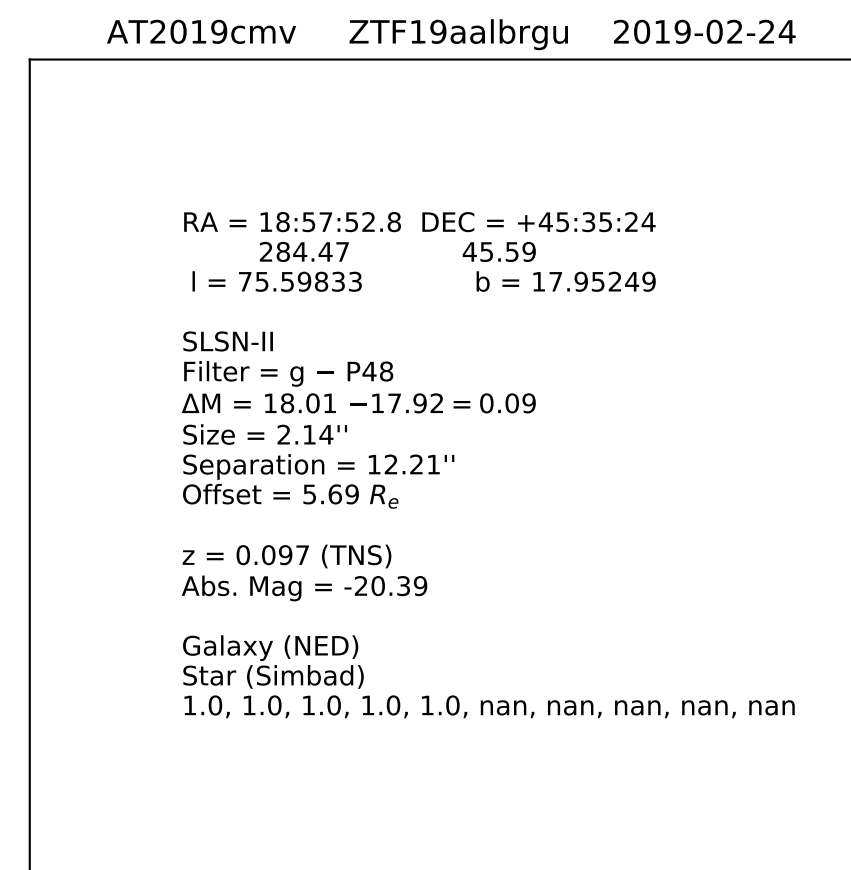 AT2019cmv ZTF19aalbrgu 2019-02-24
RA = 18:57:52.8 DEC = +45:35:24
284.47 45.59
l = 75.59833 b = 17.95249
SLSN-II
Filter = g − P48
ΔM = 18.01 −17.92 = 0.09
Size = 2.14''
Separation = 12.21''
Offset = 5.69 Re
z = 0.097 (TNS)
Abs. Mag = -20.39
Galaxy (NED)
Star (Simbad)
1.0, 1.0, 1.0, 1.0, 1.0, nan, nan, nan, nan, nan